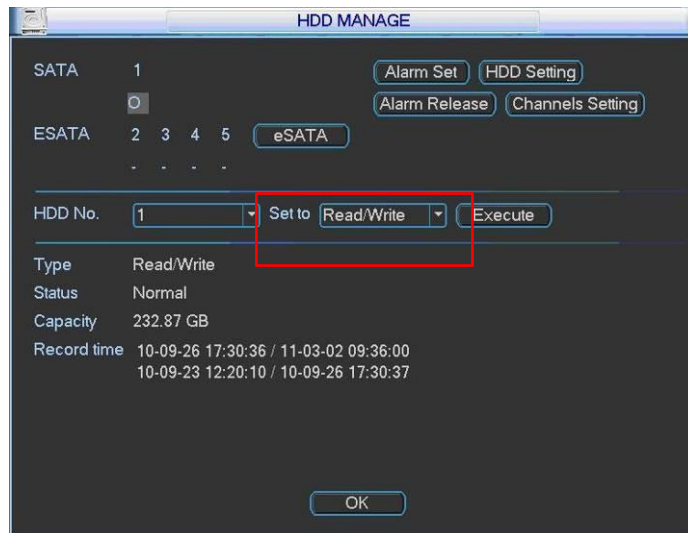 HDD MANAGE
SATA 1 Alarm Set HDD Setting
O Alarm Release Channels Setting
ESATA 2 3 4 5 eSATA
- - - -
HDD No. 1 Set to Read/Write Execute
Type Read/Write
Status Normal
Capacity 232.87 GB
Record time 10-09-26 17:30:36 / 11-03-02 09:36:00
10-09-23 12:20:10 / 10-09-26 17:30:37
OK